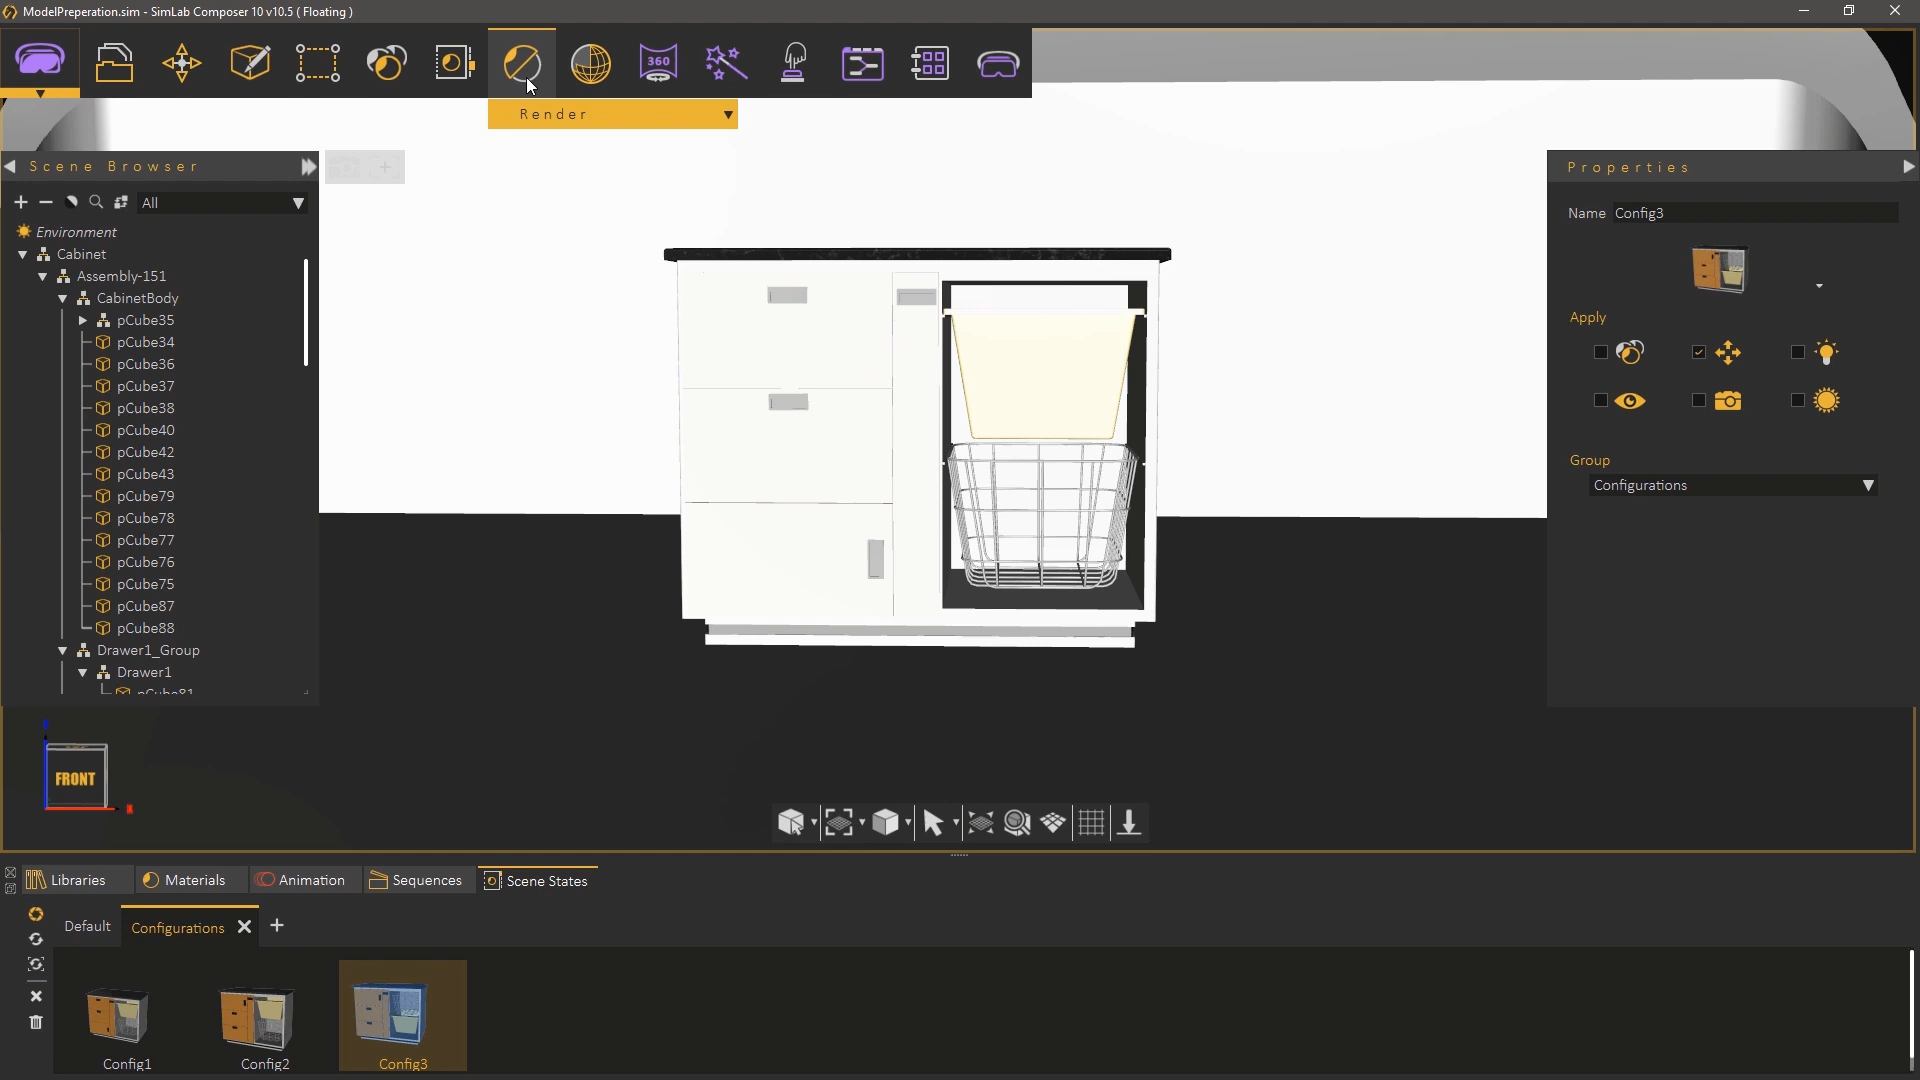 ModelPreperation.sim - SimLab Composer 10 v10.5 ( Floating )
360
Render
Scene Browser
All
Environment
Cabinet
Assembly-151
CabinetBody
pCube35
pCube34
pCube36
pCube37
pCube38
pCube40
pCube42
pCube43
pCube79
pCube78
pCube77
pCube76
pCube75
pCube87
pCube88
Drawer1_Group
Drawer1
pCube81
Properties
Name Config3
Apply
Group
Configurations
FRONT
Libraries
Materials
Animation
Sequences
Scene States
Default
Configurations
Config1
Config2
Config3